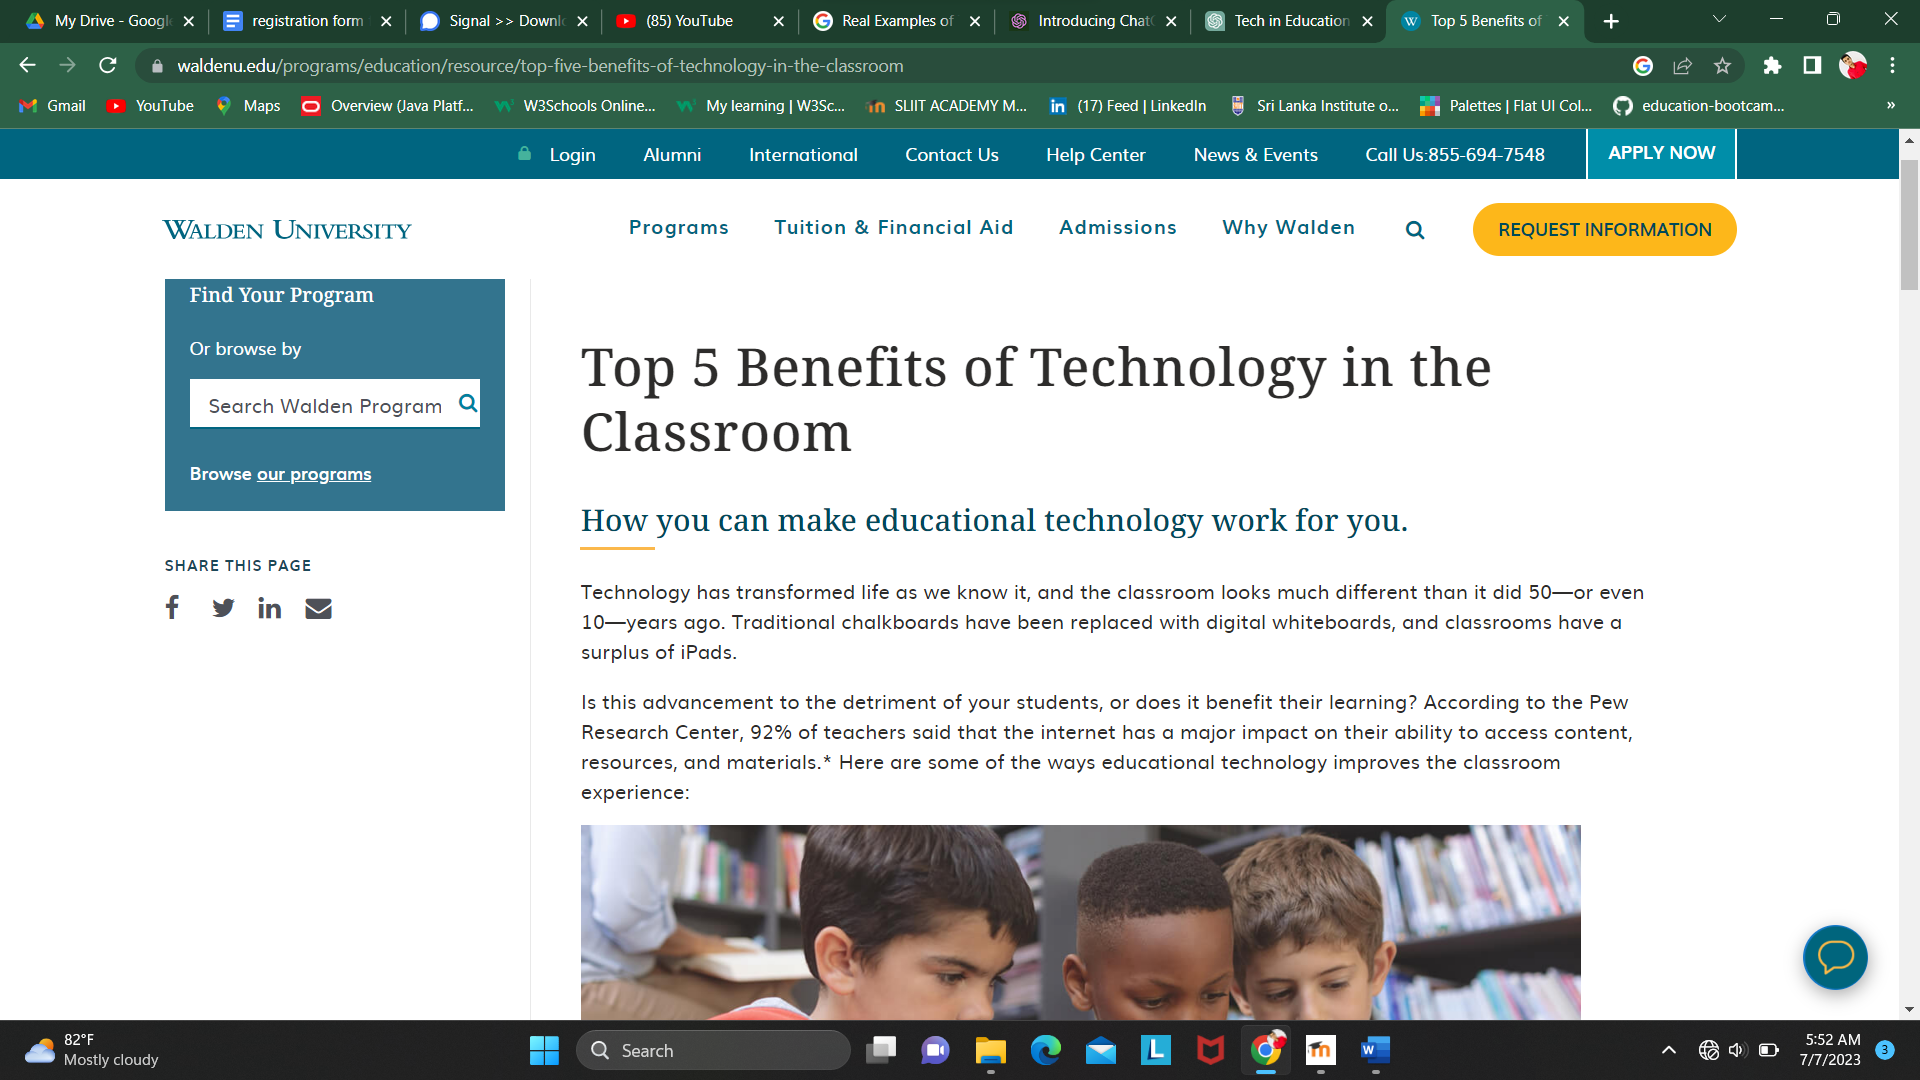 My Drive - Google
registration form
Signal >> Downlo
(85) YouTube
Real Examples of
Introducing ChatG
Tech in Education
Top 5 Benefits of
waldenu.edu/programs/education/resource/top-five-benefits-of-technology-in-the-classroom
Gmail
YouTube
Maps
Overview (Java Platf...
W3Schools Online...
My learning | W3Sc...
SLIIT ACADEMY M...
(17) Feed | LinkedIn
Sri Lanka Institute o...
Palettes | Flat UI Col...
education-bootcam...
»
Login
Alumni
International
Contact Us
Help Center
News & Events
Call Us:855-694-7548
APPLY NOW
WALDEN UNIVERSITY
Programs
Tuition & Financial Aid
Admissions
Why Walden
REQUEST INFORMATION
Find Your Program
Or browse by
Search Walden Program
Browse our programs
SHARE THIS PAGE
Top 5 Benefits of Technology in the
Classroom
How you can make educational technology work for you.
Technology has transformed life as we know it, and the classroom looks much different than it did 50—or even
10—years ago. Traditional chalkboards have been replaced with digital whiteboards, and classrooms have a
surplus of iPads.
Is this advancement to the detriment of your students, or does it benefit their learning? According to the Pew
Research Center, 92% of teachers said that the internet has a major impact on their ability to access content,
resources, and materials.* Here are some of the ways educational technology improves the classroom
experience:
82°F
Mostly cloudy
Search
5:52 AM
7/7/2023
3